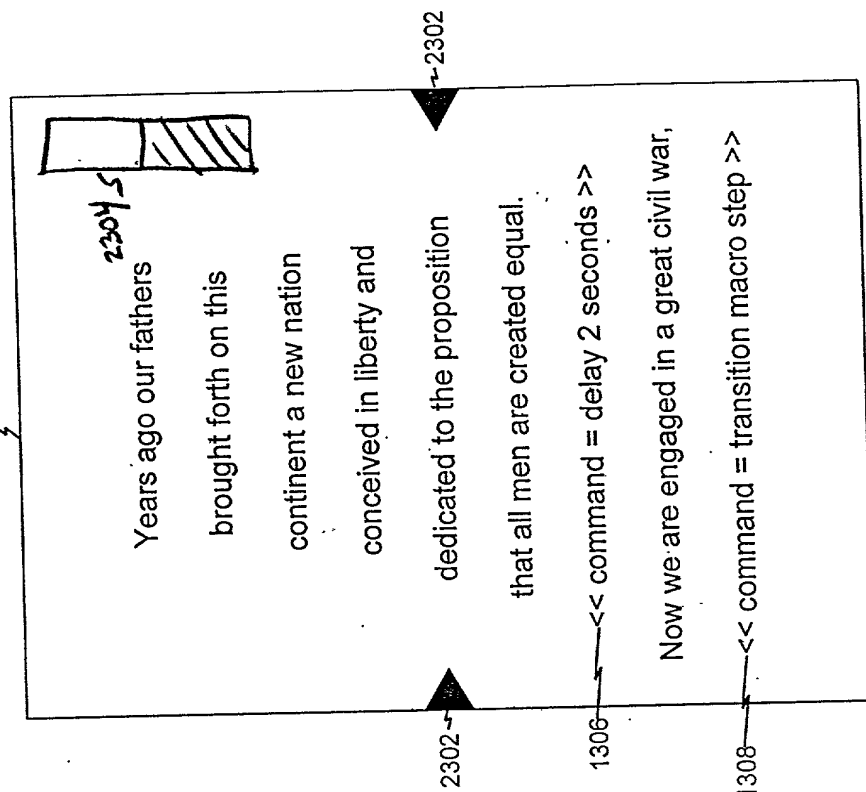 2304
Years ago our fathers
brought forth on this
continent a new nation
conceived in liberty and
2302 dedicated to the proposition 2302
that all men are created equal.
1306 << command = delay 2 seconds >>
Now we are engaged in a great civil war,
1308 << command = transition macro step >>